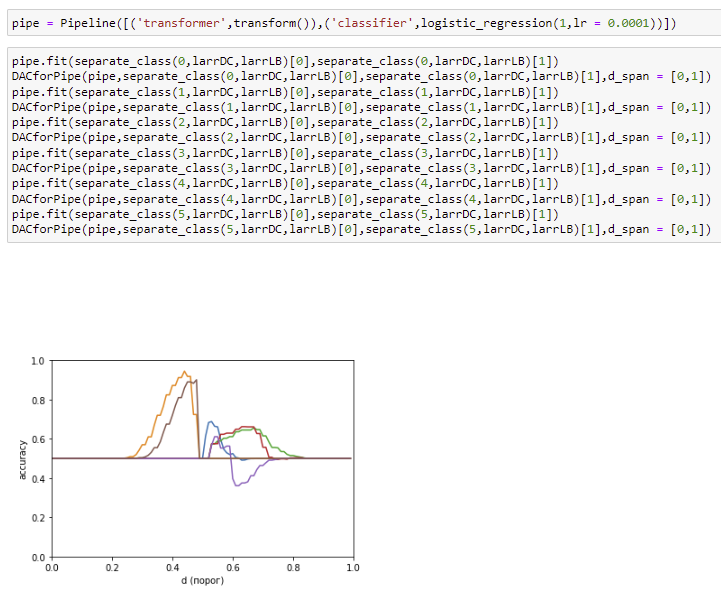 pipe = Pipeline([('transformer',transform()),('classifier',logistic_regression(1,lr = 0.0001))])
pipe.fit(separate_class(0,larrDC,larrLB)[0],separate_class(0,larrDC,larrLB)[1])
DACforPipe(pipe,separate_class(0,larrDC,larrLB)[0],separate_class(0,larrDC,larrLB)[1],d_span = [0,1])
pipe.fit(separate_class(1,larrDC,larrLB)[0],separate_class(1,larrDC,larrLB)[1])
DACforPipe(pipe,separate_class(1,larrDC,larrLB)[0],separate_class(1,larrDC,larrLB)[1],d_span = [0,1])
pipe.fit(separate_class(2,larrDC,larrLB)[0],separate_class(2,larrDC,larrLB)[1])
DACforPipe(pipe,separate_class(2,larrDC,larrLB)[0],separate_class(2,larrDC,larrLB)[1],d_span = [0,1])
pipe.fit(separate_class(3,larrDC,larrLB)[0],separate_class(3,larrDC,larrLB)[1])
DACforPipe(pipe,separate_class(3,larrDC,larrLB)[0],separate_class(3,larrDC,larrLB)[1],d_span = [0,1])
pipe.fit(separate_class(4,larrDC,larrLB)[0],separate_class(4,larrDC,larrLB)[1])
DACforPipe(pipe,separate_class(4,larrDC,larrLB)[0],separate_class(4,larrDC,larrLB)[1],d_span = [0,1])
pipe.fit(separate_class(5,larrDC,larrLB)[0],separate_class(5,larrDC,larrLB)[1])
DACforPipe(pipe,separate_class(5,larrDC,larrLB)[0],separate_class(5,larrDC,larrLB)[1],d_span = [0,1])
1.0
0.8
0.6
0.4
0.2
0.0
accuracy
0.0 0.2 0.4 0.6 0.8 1.0
d (порог)